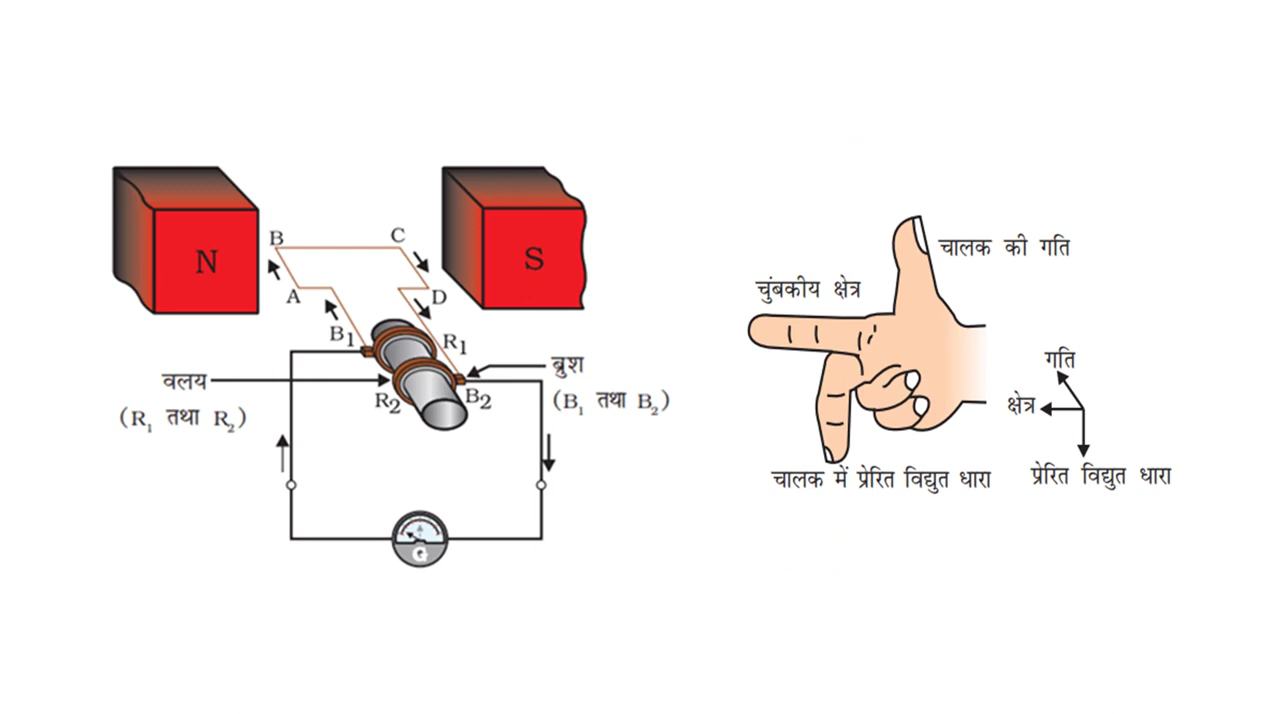 N
S
B
C
A
D
B₁
R₁
वलय
(R₁ तथा R₂)
R₂
B₂
ब्रुश
(B₁ तथा B₂)
G
चालक की गति
चुंबकीय क्षेत्र
चालक में प्रेरित विद्युत धारा
गति
क्षेत्र
प्रेरित विद्युत धारा